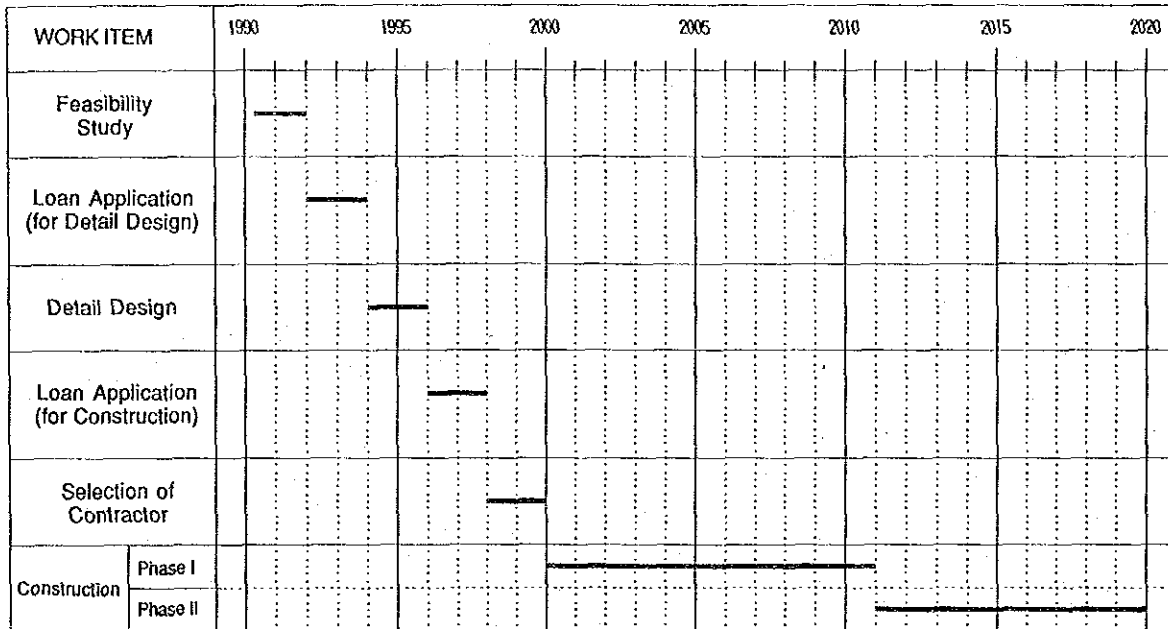 WORK ITEM
1990 1995 2000 2005 2010 2015 2020
Feasibility
Study
Loan Application
(for Detail Design)
Detail Design
Loan Application
(for Construction)
Selection of
Contractor
Construction
Phase I
Phase II